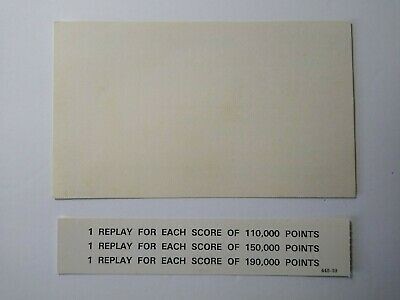 1 REPLAY FOR EACH SCORE OF 110,000 POINTS
1 REPLAY FOR EACH SCORE OF 150,000 POINTS
1 REPLAY FOR EACH SCORE OF 190,000 POINTS